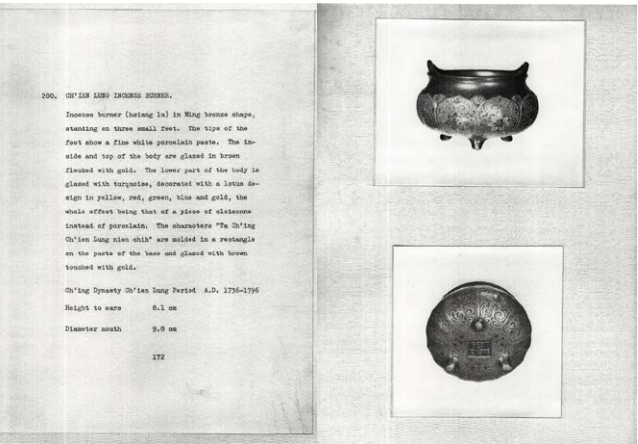 200. CH'IEN LUNG INCENSE BURNER.
Incense burner (hsiang lu) in Ming bronze shape,
standing on three small feet. The tips of the
feet show a fine white porcelain paste. The in-
side and top of the body are glazed in brown
flecked with gold. The lower part of the body is
glazed with turquoise, decorated with a lotus de-
sign in yellow, red, green, blue and gold, the
whole effect being that of a piece of cloisonne
instead of porcelain. The characters "Ta Ch'ing
Ch'ien Lung nien chih" are molded in a rectangle
on the paste of the base and glazed with brown
touched with gold.
Ch'ing Dynasty Ch'ien Lung Period A.D. 1736-1796
Height to ears 8.1 cm
Diameter mouth 9.8 cm
172